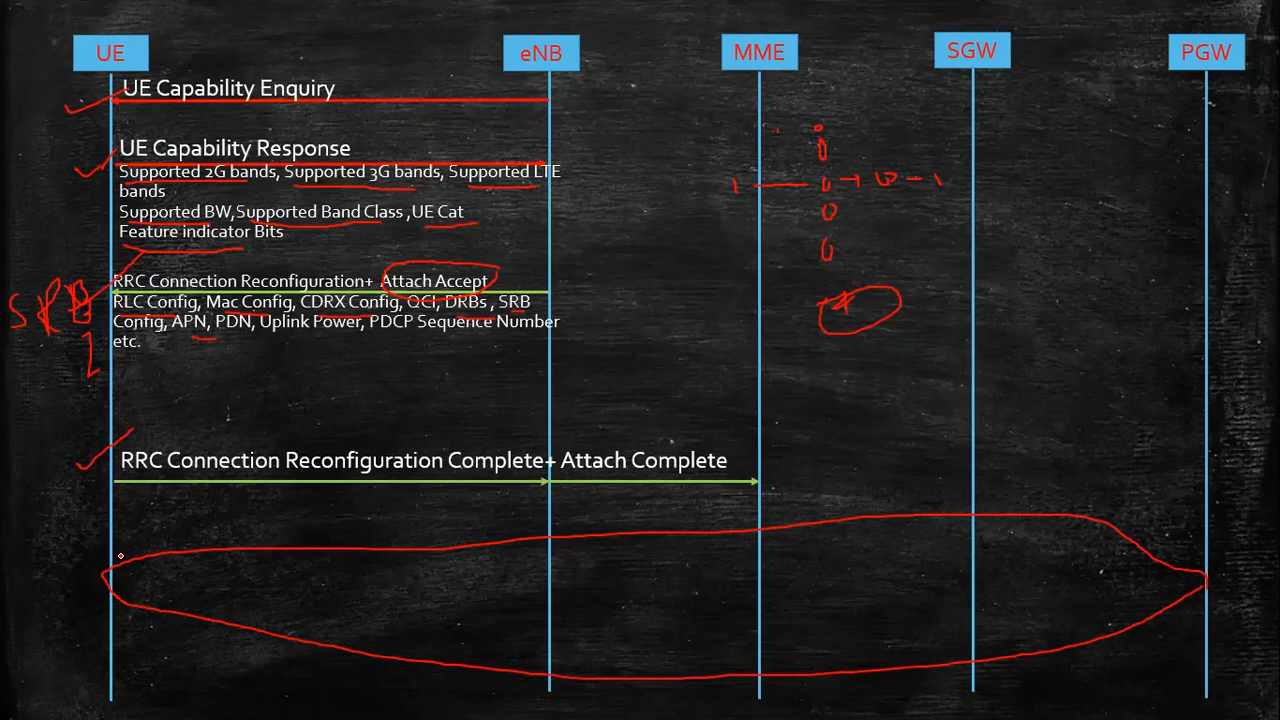 UE eNB MME SGW PGW
UE Capability Enquiry
UE Capability Response
Supported 2G bands, Supported 3G bands, Supported LTE
bands
Supported BW,Supported Band Class ,UE Cat
Feature indicator Bits
RRC Connection Reconfiguration+ Attach Accept
RLC Config, Mac Config, CDRX Config, QCI, DRBs , SRB
Config, APN, PDN, Uplink Power, PDCP Sequence Number
etc.
SRB
RRC Connection Reconfiguration Complete+ Attach Complete